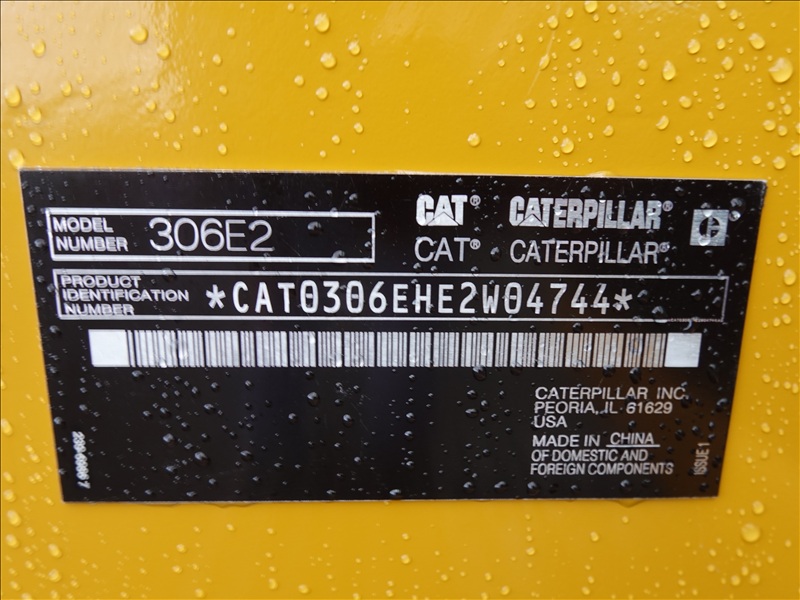 MODEL NUMBER 306E2
CAT® CATERPILLAR®
CAT® CATERPILLAR®
PRODUCT
IDENTIFICATION
NUMBER
*CAT0306EHE2W04744*
CATERPILLAR INC.
PEORIA, IL 61629
USA
MADE IN CHINA
OF DOMESTIC AND
FOREIGN COMPONENTS
ISSUE 1